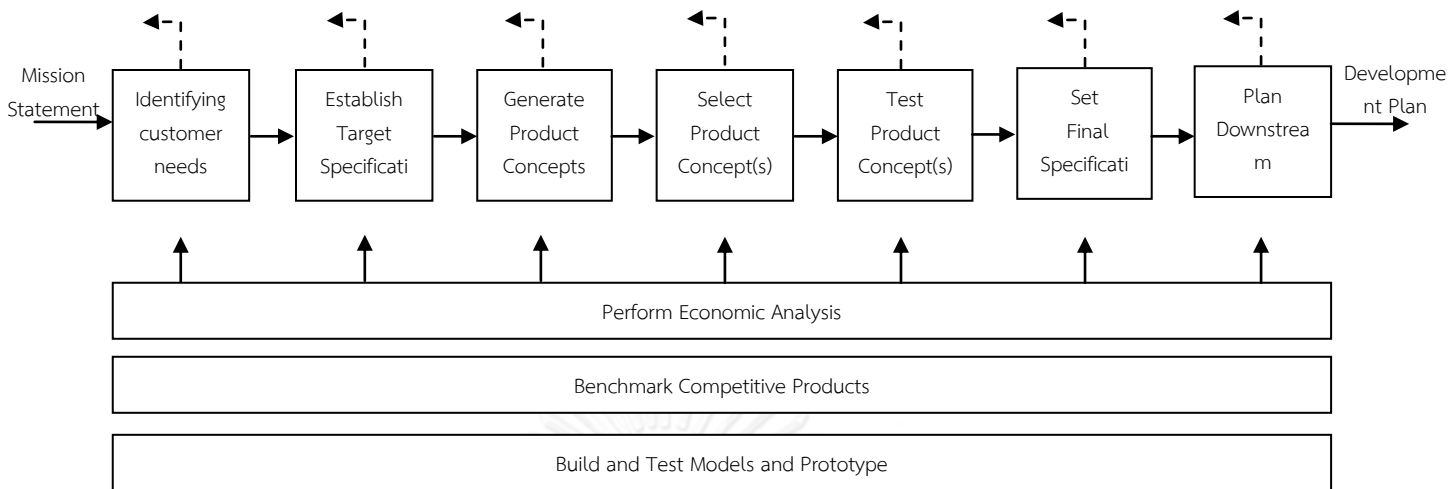 Mission
Statement
Identifying
customer
needs
Establish
Target
Specificati
Generate
Product
Concepts
Select
Product
Concept(s)
Test
Product
Concept(s)
Set
Final
Specificati
Plan
Downstrea
m
Developme
nt Plan
Perform Economic Analysis
Benchmark Competitive Products
Build and Test Models and Prototype